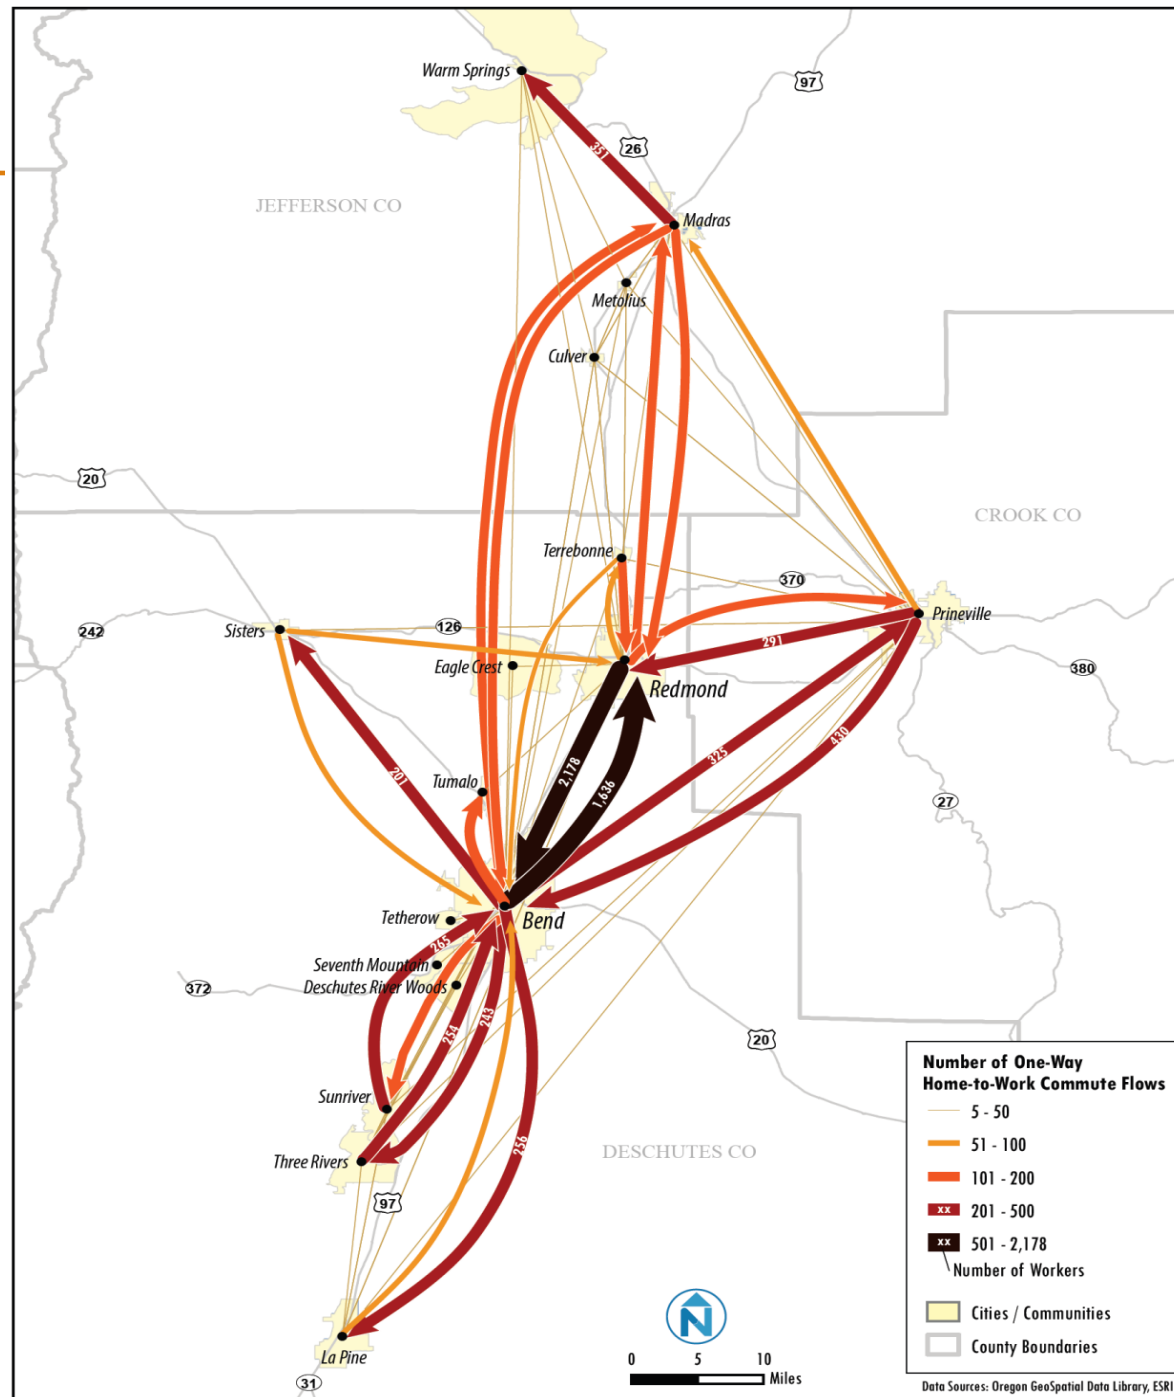 Warm Springs
97
26
351
JEFFERSON CO
Madras
Metolius
Culver
20
CROOK CO
Terrebonne
370
Prineville
242
Sisters
126
Eagle Crest
291
380
Redmond
430
325
2,178
201
Tumalo
1,636
27
Tetherow
Bend
265
Seventh Mountain
Deschutes River Woods
372
243
254
20
Sunriver
256
DESCHUTES CO
Three Rivers
97
La Pine
31
N
0 5 10
Miles
Number of One-Way
Home-to-Work Commute Flows
5 - 50
51 - 100
101 - 200
xx 201 - 500
xx 501 - 2,178
Number of Workers
Cities / Communities
County Boundaries
Data Sources: Oregon GeoSpatial Data Library, ESRI